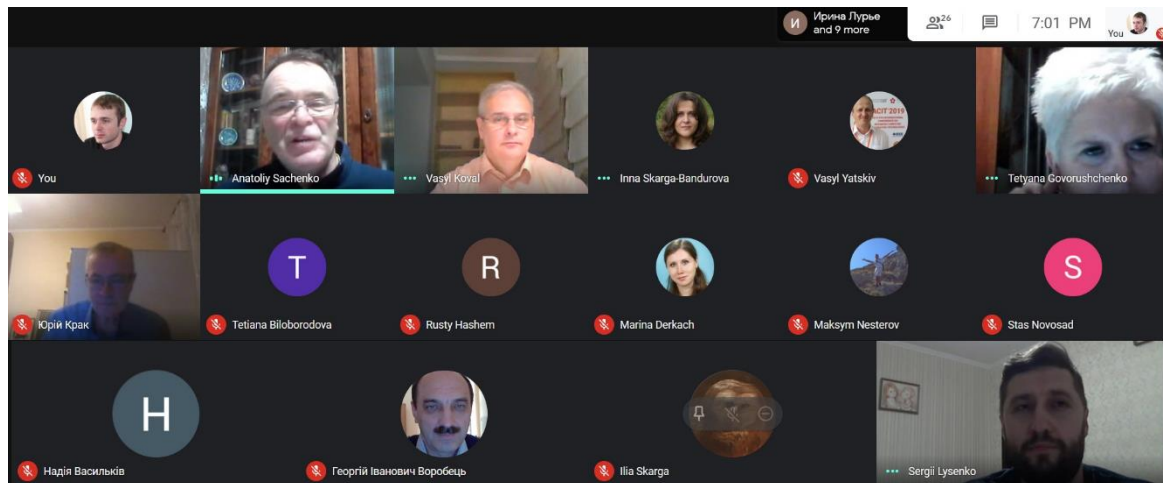 И
Ирина Лурье
and 9 more
26
7:01 PM
You
You
Anatoliy Sachenko
Vasyl Koval
Inna Skarga-Bandurova
ACIT 2019
Vasyl Yatskiv
Tetyana Govorushchenko
Юрій Крак
T
Tetiana Biloborodova
R
Rusty Hashem
Marina Derkach
Maksym Nesterov
S
Stas Novosad
Н
Надія Васильків
Георгій Іванович Воробець
Ilia Skarga
Sergii Lysenko